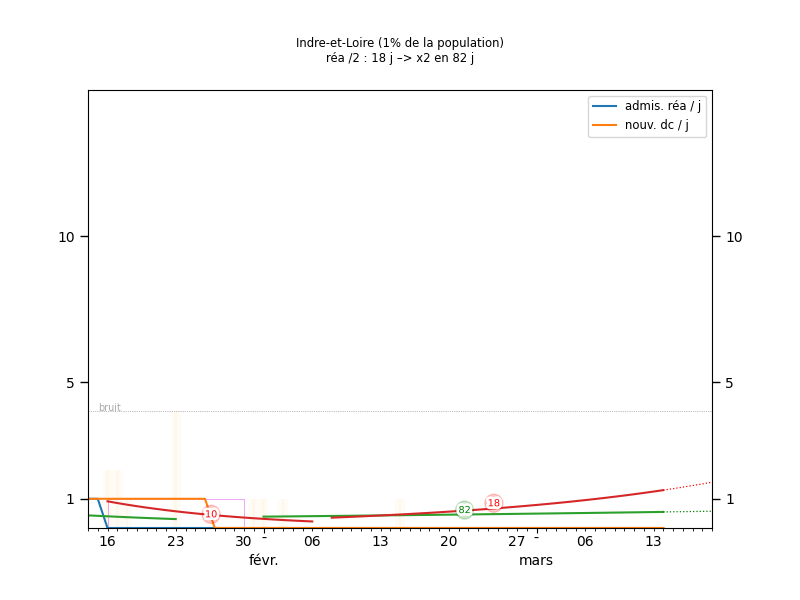 Indre-et-Loire (1% de la population)
réa /2 : 18 j –> x2 en 82 j
admis. réa / j
nouv. dc / j
10
10
5
5
bruit
1
1
10
82
18
16
23
30
06
13
20
27
06
13
févr.
mars